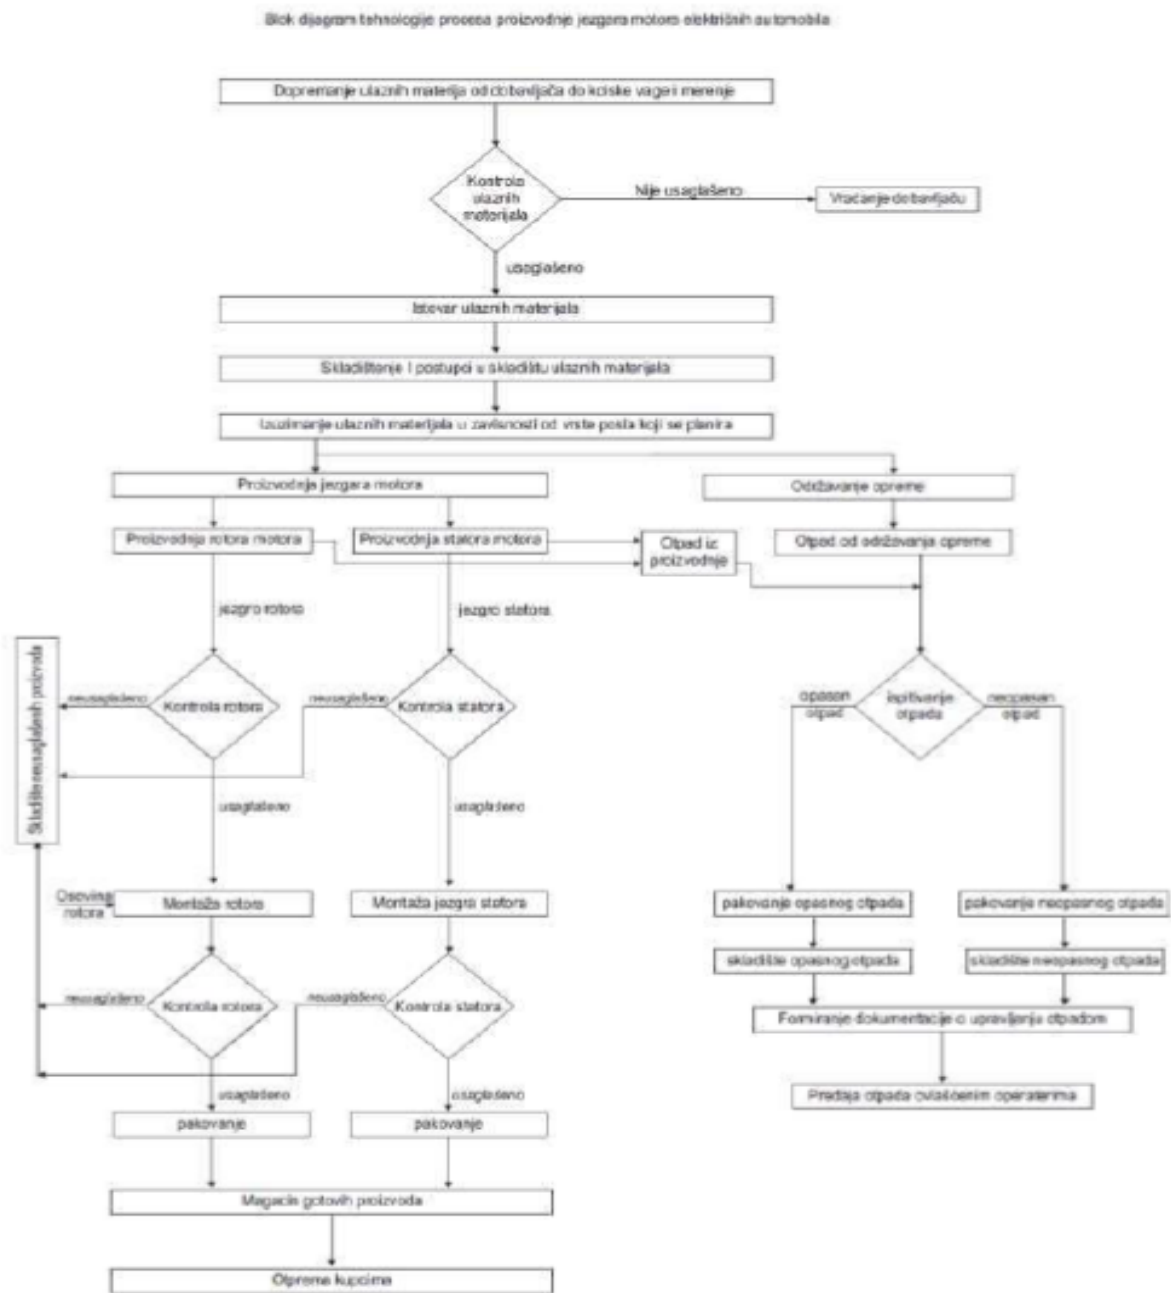 Blok dijagram tehnologije procesa proizvodnje jezgara motora električnih automobila
Dopremanje ulaznih materija od dobavljača do kolske vage i merenje
Kontrola
ulaznih
materijala
Nije usaglašeno
Vraćanje dobavljaču
usaglašeno
Istovar ulaznih materijala
Skladištenje I postupci u skladištu ulaznih materijala
Izuzimanje ulaznih materijala u zavisnosti od vrste posla koji se planira
Proizvodnja jezgara motora
Održavanje opreme
Proizvodnja rotora motora
Proizvodnja statora motora
Otpad iz
proizvodnje
Otpad od održavanja opreme
jezgro rotora
jezgro statora
Skladište neusaglašenih proizvoda
neusaglašeno
Kontrola rotora
neusaglašeno
Kontrola statora
opasan
otpad
ispitivanje
otpada
neopasan
otpad
usaglašeno
usaglašeno
Osovina
rotora
Montaža rotora
Montaža jezgra statora
pakovanje opasnog otpada
pakovanje neopasnog otpada
skladište opasnog otpada
skladište neopasnog otpada
neusaglašeno
Kontrola rotora
neusaglašeno
Kontrola statora
Formiranje dokumentacije o upravljanju otpadom
usaglašeno
usaglašeno
Predaja otpada ovlašćenim operaterima
pakovanje
pakovanje
Magacin gotovih proizvoda
Otprema kupcima